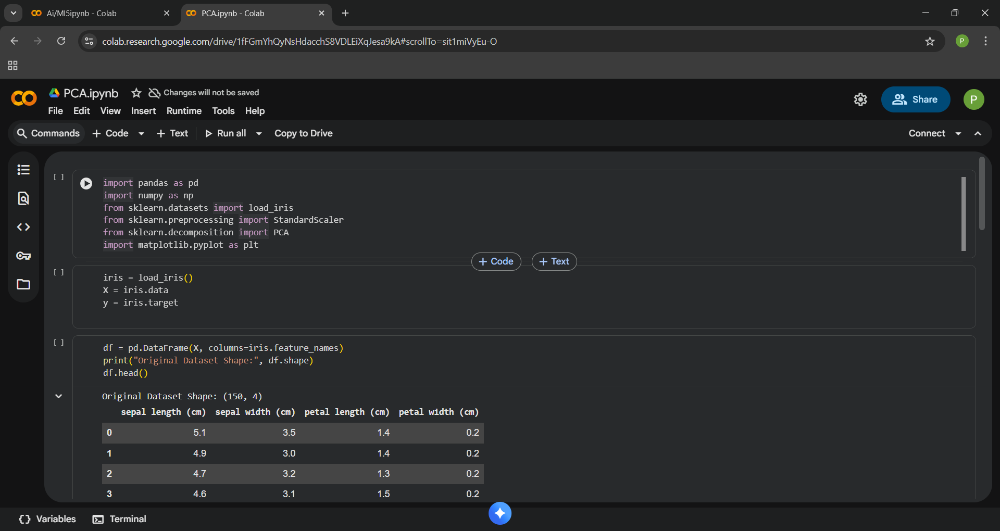 Ai/Ml5ipynb - Colab
PCA.ipynb - Colab
colab.research.google.com/drive/1fFGmYhQyNsHdacchS8VDLEiXqJesa9kA#scrollTo=sit1miVyEu-O
P
PCA.ipynb
Changes will not be saved
File Edit View Insert Runtime Tools Help
Share
P
Commands + Code + Text Run all Copy to Drive
Connect
[ ]
import pandas as pd
import numpy as np
from sklearn.datasets import load_iris
from sklearn.preprocessing import StandardScaler
from sklearn.decomposition import PCA
import matplotlib.pyplot as plt
+ Code + Text
[ ]
iris = load_iris()
X = iris.data
y = iris.target
[ ]
df = pd.DataFrame(X, columns=iris.feature_names)
print("Original Dataset Shape:", df.shape)
df.head()
Original Dataset Shape: (150, 4)
sepal length (cm) sepal width (cm) petal length (cm) petal width (cm)
0 5.1 3.5 1.4 0.2
1 4.9 3.0 1.4 0.2
2 4.7 3.2 1.3 0.2
3 4.6 3.1 1.5 0.2
{} Variables Terminal